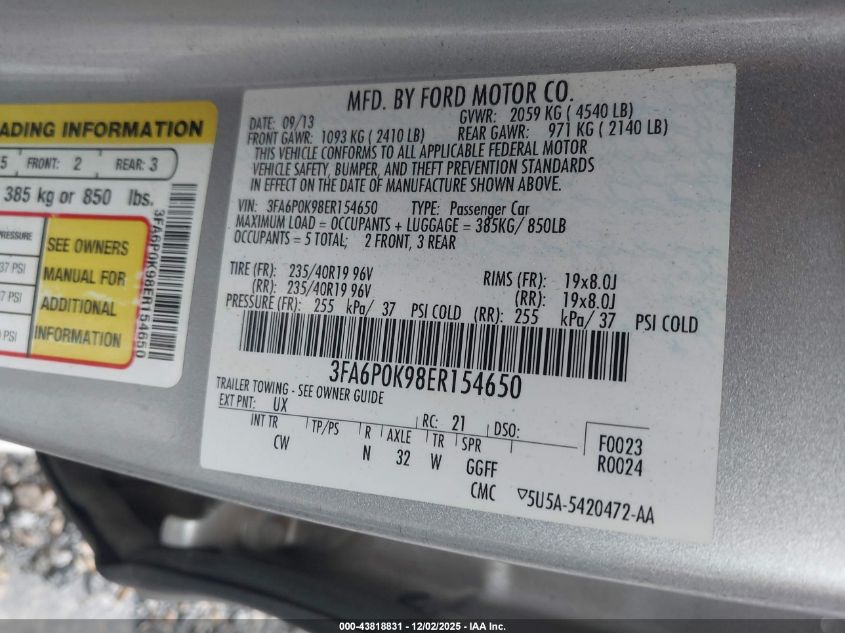 ADING INFORMATION
5 FRONT: 2 REAR: 3
385 kg or 850 lbs.
PRESSURE
37 PSI
37 PSI
PSI
SEE OWNERS
MANUAL FOR
ADDITIONAL
INFORMATION
3FA6P0K98ER154650
MFD. BY FORD MOTOR CO.
DATE: 09/13 GVWR: 2059 KG ( 4540 LB)
FRONT GAWR: 1093 KG ( 2410 LB) REAR GAWR: 971 KG ( 2140 LB)
THIS VEHICLE CONFORMS TO ALL APPLICABLE FEDERAL MOTOR
VEHICLE SAFETY, BUMPER, AND THEFT PREVENTION STANDARDS
IN EFFECT ON THE DATE OF MANUFACTURE SHOWN ABOVE.
VIN: 3FA6P0K98ER154650 TYPE: Passenger Car
MAXIMUM LOAD = OCCUPANTS + LUGGAGE = 385KG/ 850LB
OCCUPANTS = 5 TOTAL; 2 FRONT, 3 REAR
TIRE (FR): 235/40R19 96V RIMS (FR): 19x8.0J
(RR): 235/40R19 96V (RR): 19x8.0J
PRESSURE (FR): 255 kPa/ 37 PSI COLD (RR): 255 kPa/ 37 PSI COLD
3FA6P0K98ER154650
TRAILER TOWING - SEE OWNER GUIDE
EXT PNT: UX RC: 21 DSO:
INT TR TP/PS R AXLE TR SPR F0023
CW N 32 W GGFF R0024
CMC ▽5U5A-5420472-AA
000-43818831 - 12/02/2025 - IAA Inc.